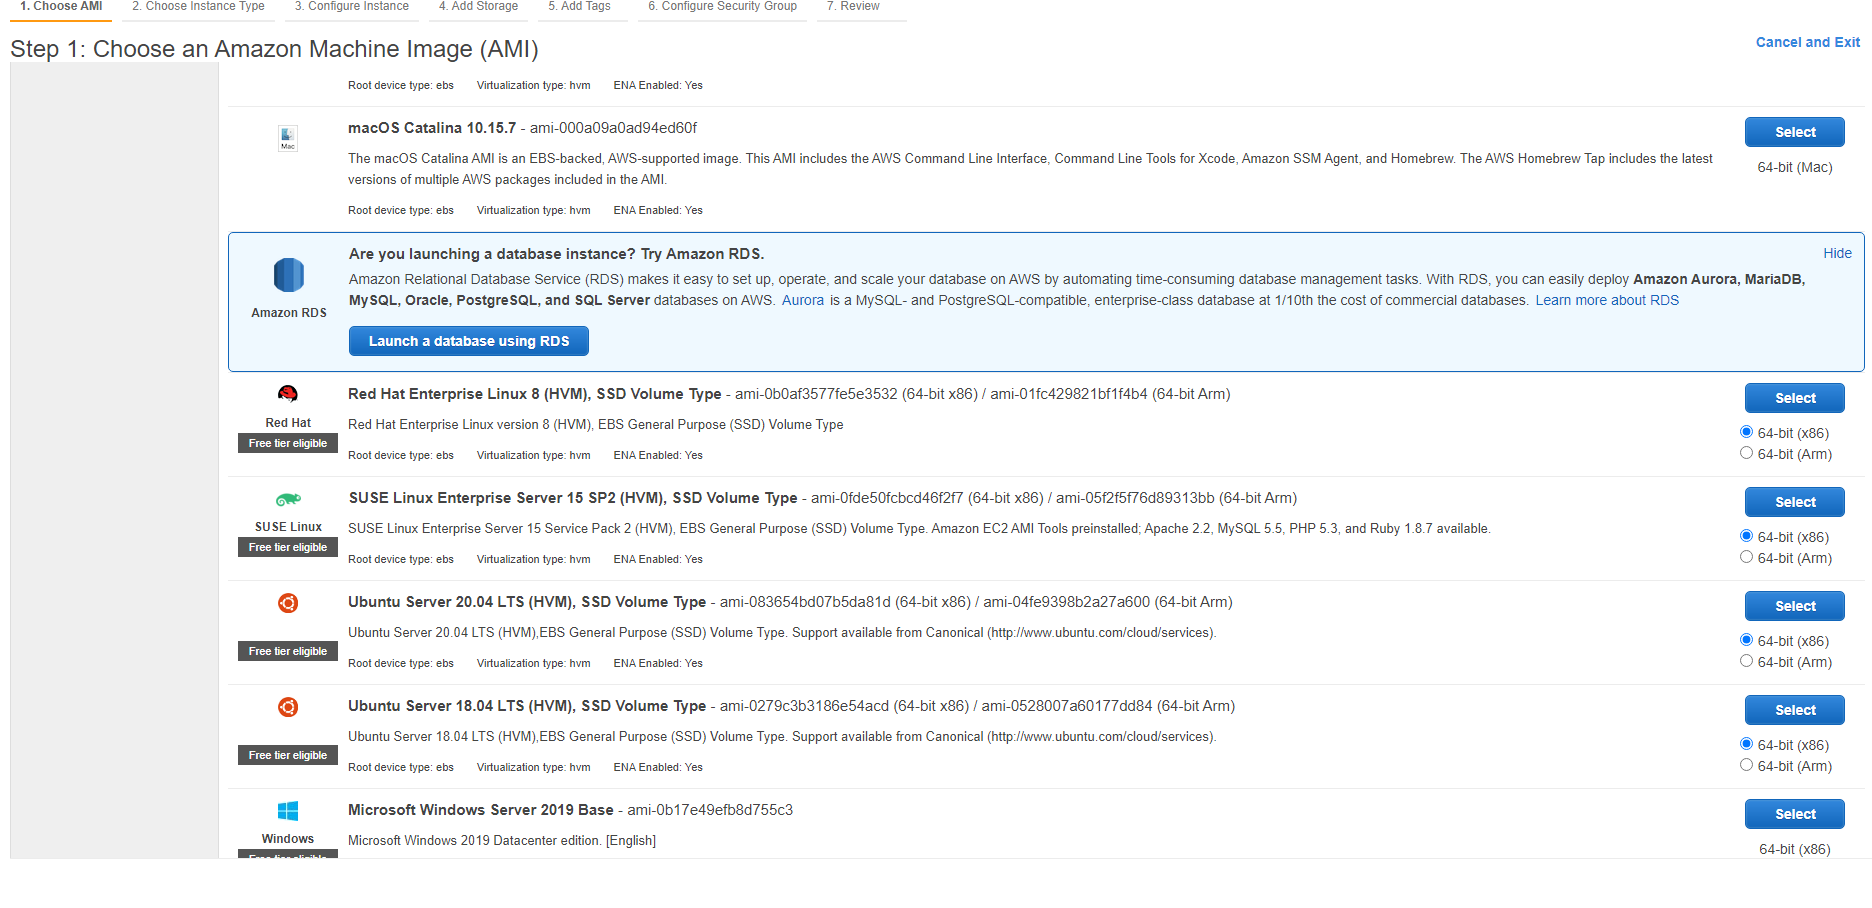 1. Choose AMI 2. Choose Instance Type 3. Configure Instance 4. Add Storage 5. Add Tags 6. Configure Security Group 7. Review
Step 1: Choose an Amazon Machine Image (AMI)
Cancel and Exit
Root device type: ebs Virtualization type: hvm ENA Enabled: Yes
Mac
macOS Catalina 10.15.7 - ami-000a09a0ad94ed60f
Select
The macOS Catalina AMI is an EBS-backed, AWS-supported image. This AMI includes the AWS Command Line Interface, Command Line Tools for Xcode, Amazon SSM Agent, and Homebrew. The AWS Homebrew Tap includes the latest
versions of multiple AWS packages included in the AMI.
64-bit (Mac)
Root device type: ebs Virtualization type: hvm ENA Enabled: Yes
Are you launching a database instance? Try Amazon RDS.
Hide
Amazon Relational Database Service (RDS) makes it easy to set up, operate, and scale your database on AWS by automating time-consuming database management tasks. With RDS, you can easily deploy Amazon Aurora, MariaDB,
MySQL, Oracle, PostgreSQL, and SQL Server databases on AWS. Aurora is a MySQL- and PostgreSQL-compatible, enterprise-class database at 1/10th the cost of commercial databases. Learn more about RDS
Amazon RDS
Launch a database using RDS
Red Hat Enterprise Linux 8 (HVM), SSD Volume Type - ami-0b0af3577fe5e3532 (64-bit x86) / ami-01fc429821bf1f4b4 (64-bit Arm)
Select
Red Hat
Free tier eligible
Red Hat Enterprise Linux version 8 (HVM), EBS General Purpose (SSD) Volume Type
64-bit (x86)
64-bit (Arm)
Root device type: ebs Virtualization type: hvm ENA Enabled: Yes
SUSE Linux Enterprise Server 15 SP2 (HVM), SSD Volume Type - ami-0fde50fcbcd46f2f7 (64-bit x86) / ami-05f2f5f76d89313bb (64-bit Arm)
Select
SUSE Linux
Free tier eligible
SUSE Linux Enterprise Server 15 Service Pack 2 (HVM), EBS General Purpose (SSD) Volume Type. Amazon EC2 AMI Tools preinstalled; Apache 2.2, MySQL 5.5, PHP 5.3, and Ruby 1.8.7 available.
64-bit (x86)
64-bit (Arm)
Root device type: ebs Virtualization type: hvm ENA Enabled: Yes
Ubuntu Server 20.04 LTS (HVM), SSD Volume Type - ami-083654bd07b5da81d (64-bit x86) / ami-04fe9398b2a27a600 (64-bit Arm)
Select
Free tier eligible
Ubuntu Server 20.04 LTS (HVM),EBS General Purpose (SSD) Volume Type. Support available from Canonical (http://www.ubuntu.com/cloud/services).
64-bit (x86)
64-bit (Arm)
Root device type: ebs Virtualization type: hvm ENA Enabled: Yes
Ubuntu Server 18.04 LTS (HVM), SSD Volume Type - ami-0279c3b3186e54acd (64-bit x86) / ami-0528007a60177dd84 (64-bit Arm)
Select
Free tier eligible
Ubuntu Server 18.04 LTS (HVM),EBS General Purpose (SSD) Volume Type. Support available from Canonical (http://www.ubuntu.com/cloud/services).
64-bit (x86)
64-bit (Arm)
Root device type: ebs Virtualization type: hvm ENA Enabled: Yes
Microsoft Windows Server 2019 Base - ami-0b17e49efb8d755c3
Select
Windows
Free tier eligible
Microsoft Windows 2019 Datacenter edition. [English]
64-bit (x86)